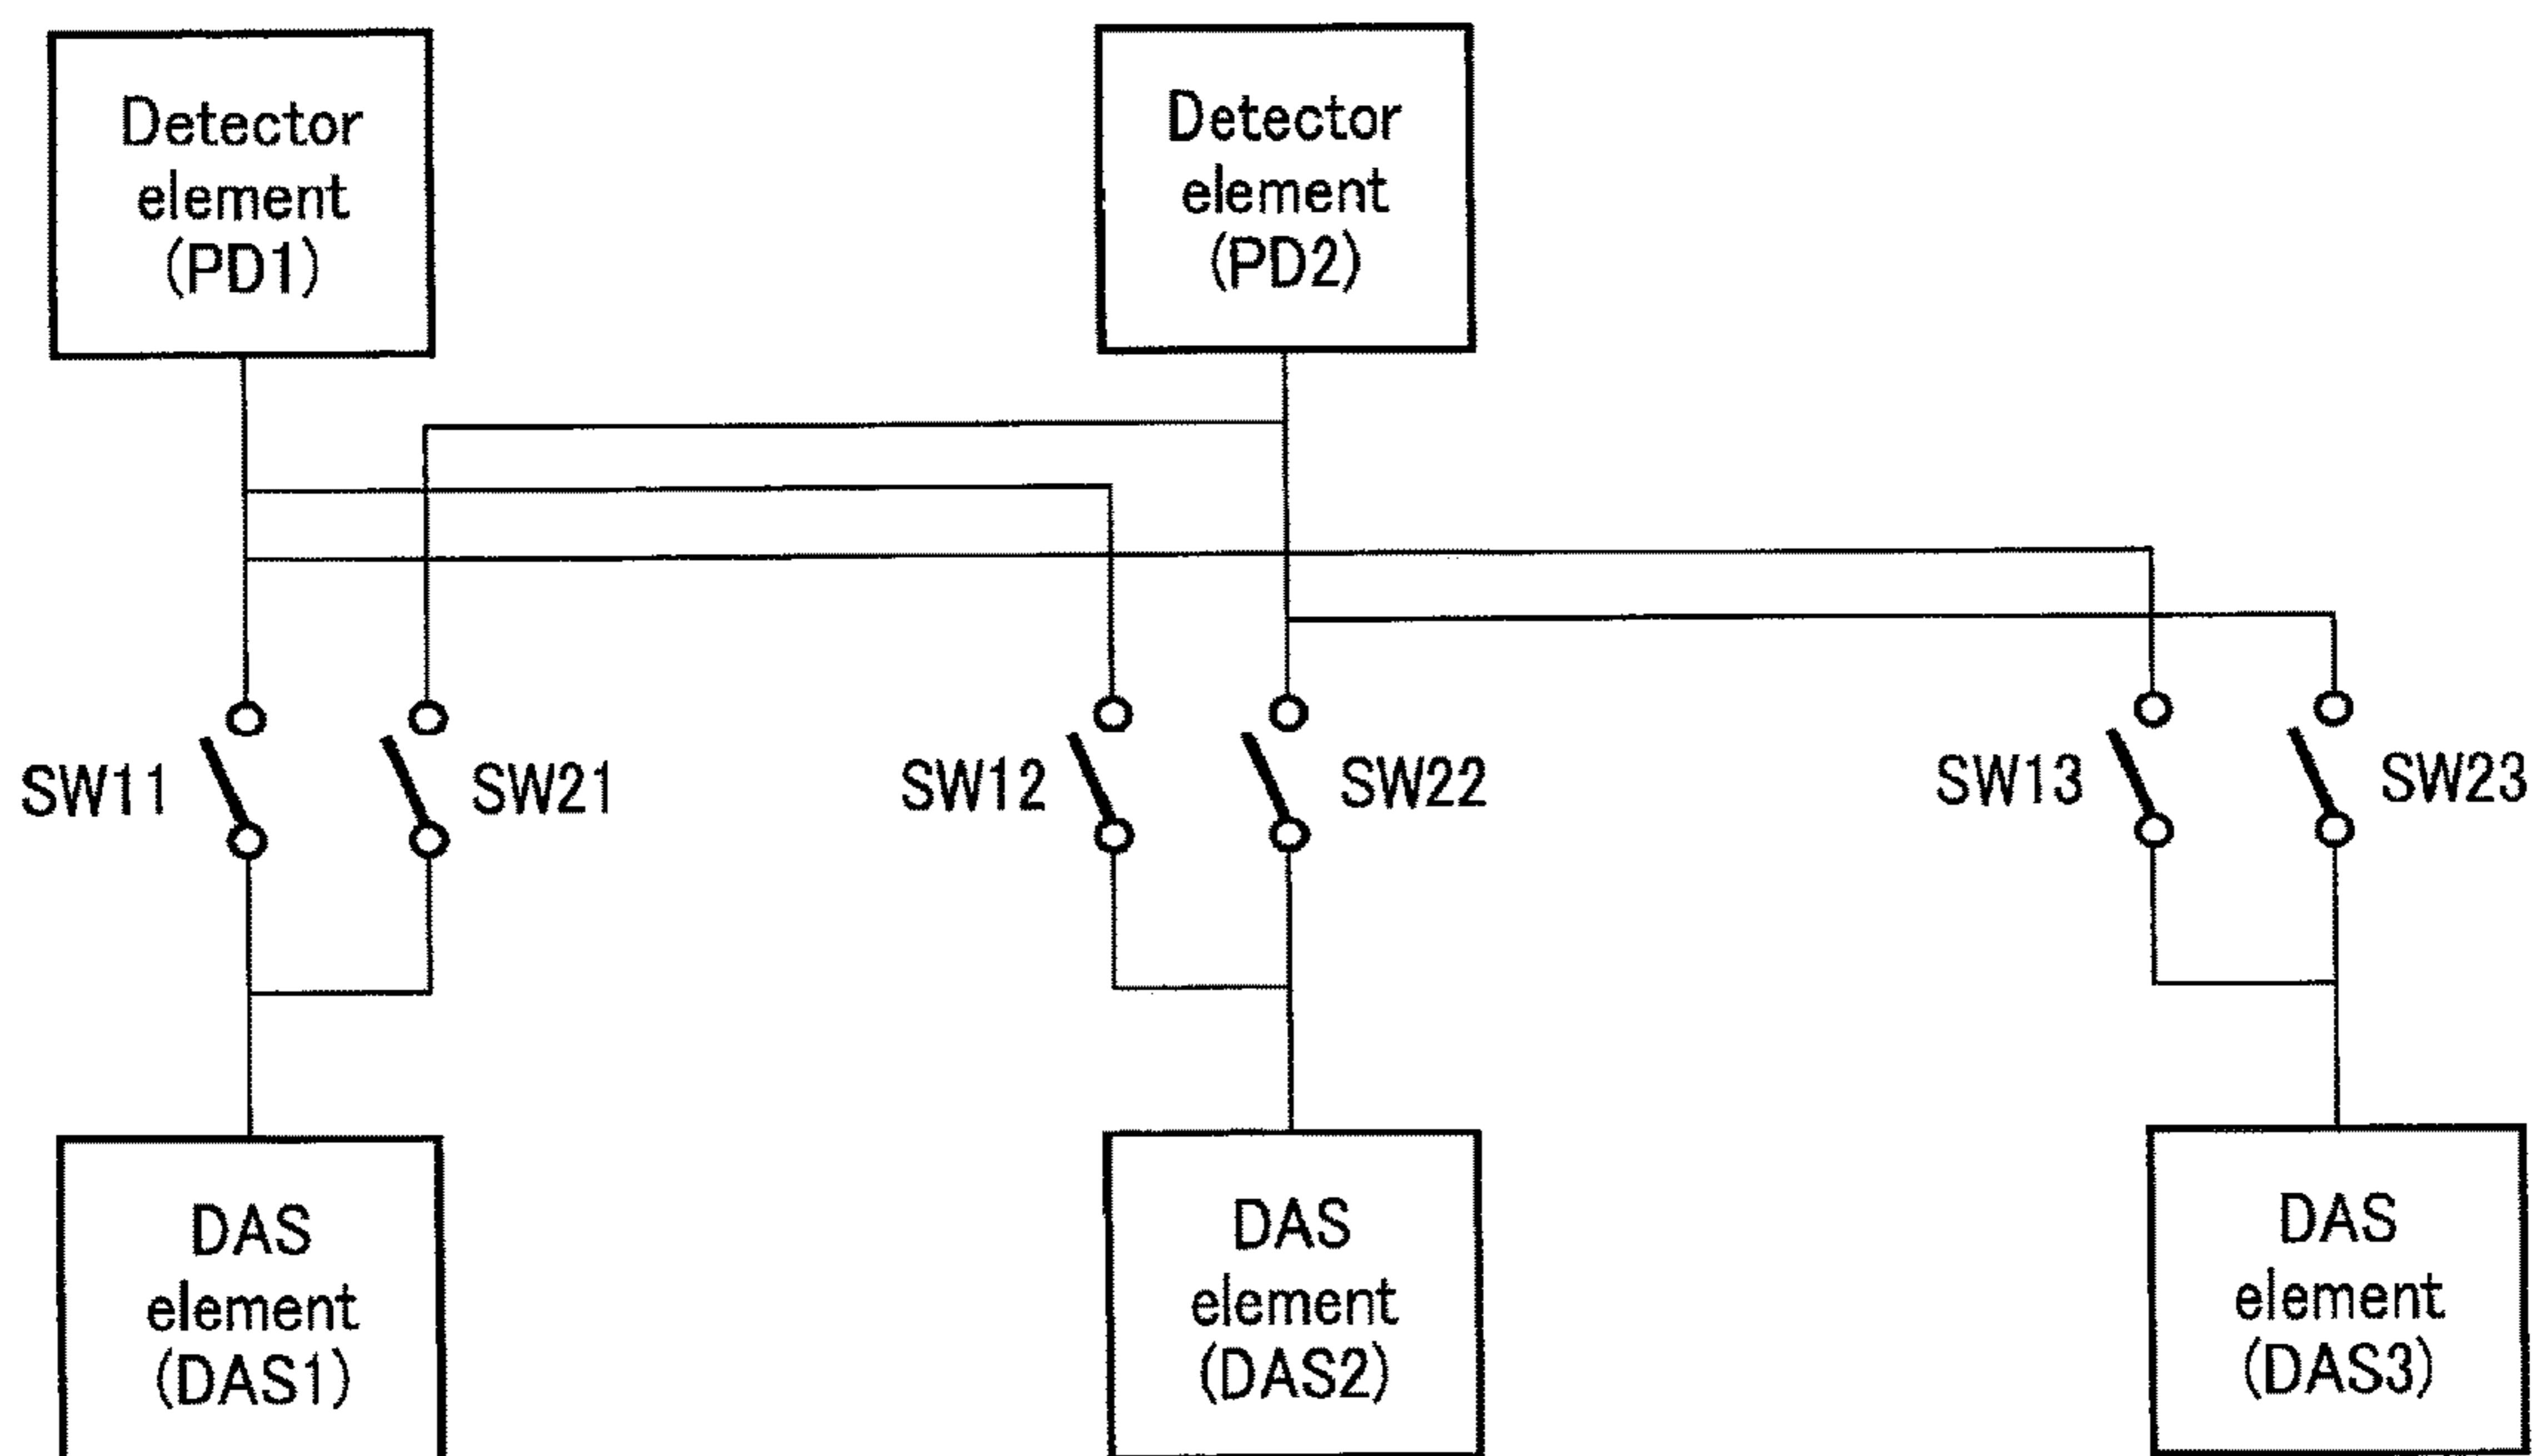 Detector
element
(PD1)
Detector
element
(PD2)
SW11
SW21
SW12
SW22
SW13
SW23
DAS
element
(DAS1)
DAS
element
(DAS2)
DAS
element
(DAS3)